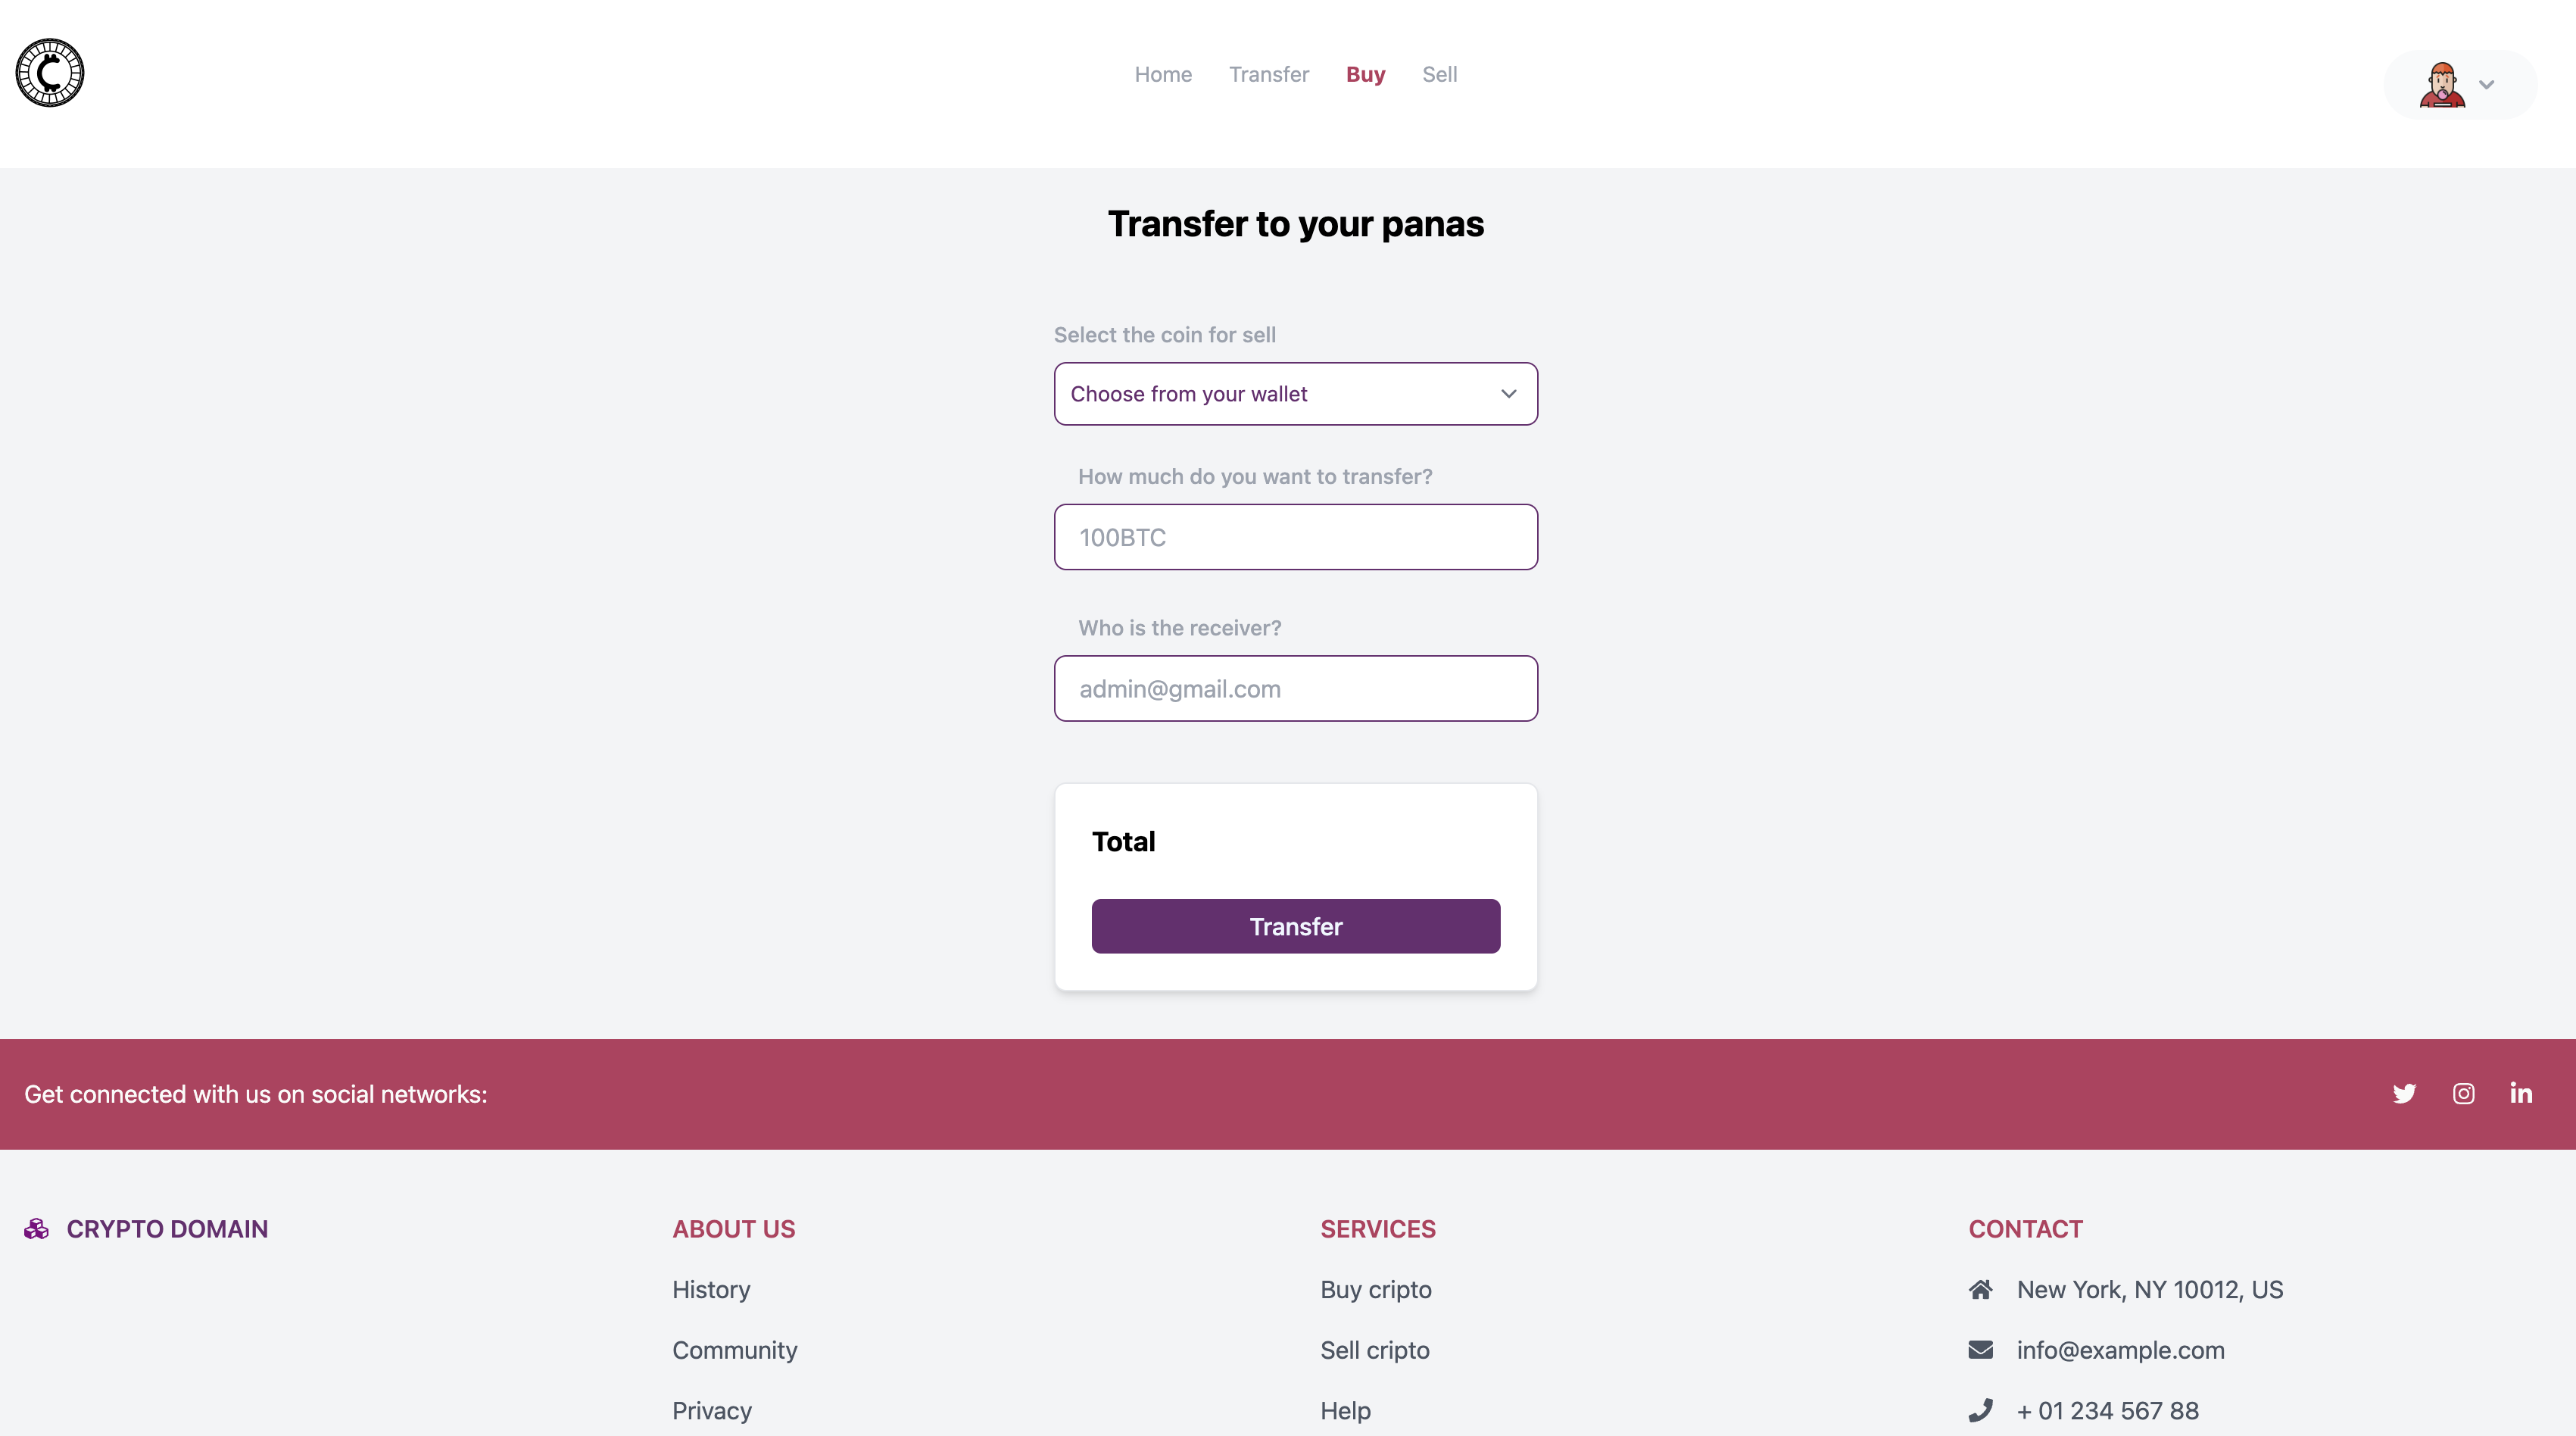 Home Transfer Buy Sell
Transfer to your panas
Select the coin for sell
Choose from your wallet
How much do you want to transfer?
100BTC
Who is the receiver?
admin@gmail.com
Total
Transfer
Get connected with us on social networks:
CRYPTO DOMAIN
ABOUT US
History
Community
Privacy
SERVICES
Buy cripto
Sell cripto
Help
CONTACT
New York, NY 10012, US
info@example.com
+ 01 234 567 88